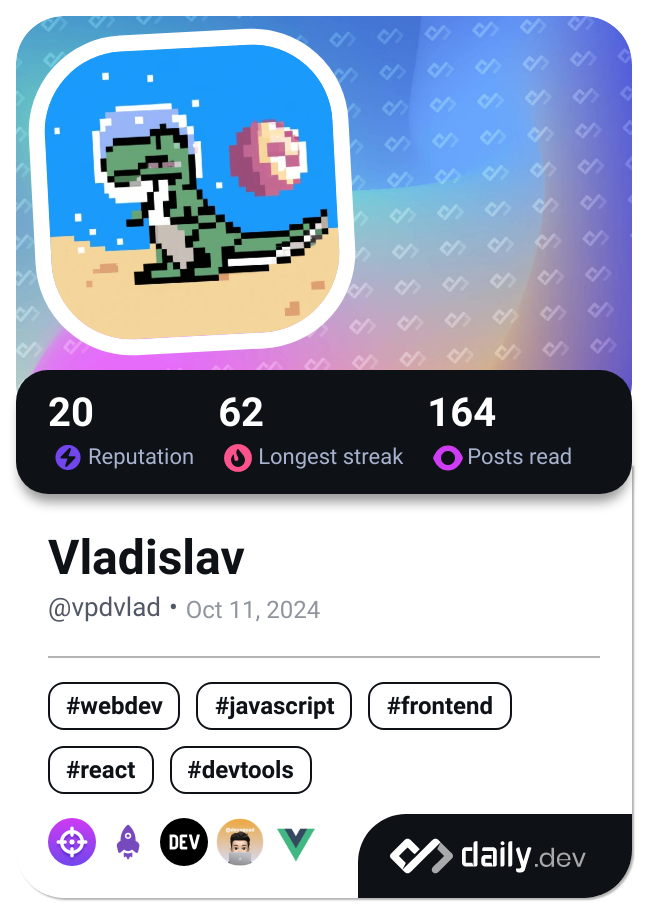 20 62 164
Reputation Longest streak Posts read
Vladislav
@vpdvlad • Oct 11, 2024
#webdev #javascript #frontend
#react #devtools
DEV
daily.dev